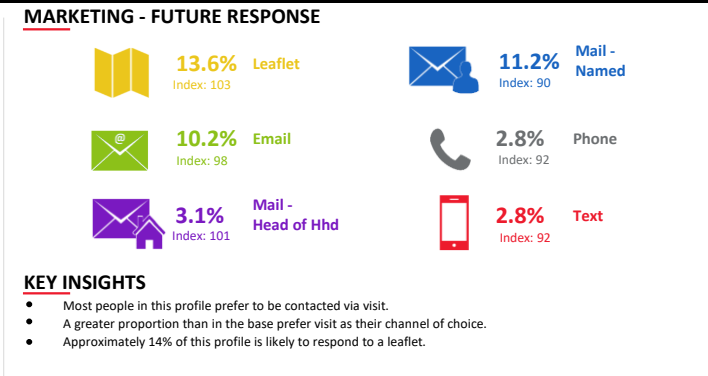 MARKETING - FUTURE RESPONSE
13.6% Leaflet
Index: 103
11.2% Mail -
Named
Index: 90
@
10.2% Email
Index: 98
2.8% Phone
Index: 92
3.1% Mail -
Head of Hhd
Index: 101
2.8% Text
Index: 92
KEY INSIGHTS
• Most people in this profile prefer to be contacted via visit.
• A greater proportion than in the base prefer visit as their channel of choice.
• Approximately 14% of this profile is likely to respond to a leaflet.